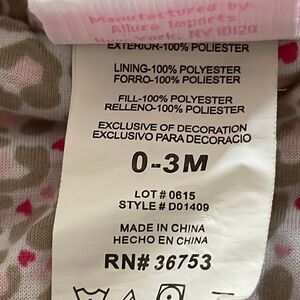 Manufactured by:
Allura Imports
New York, NY 10120
EXTERIOR-100% POLIESTER
LINING-100% POLYESTER
FORRO-100% POLIESTER
FILL-100% POLYESTER
RELLENO-100% POLIESTER
EXCLUSIVE OF DECORATION
EXCLUSIVO PARA DECORACIO
0-3M
LOT # 0615
STYLE # D01409
MADE IN CHINA
HECHO EN CHINA
RN# 36753